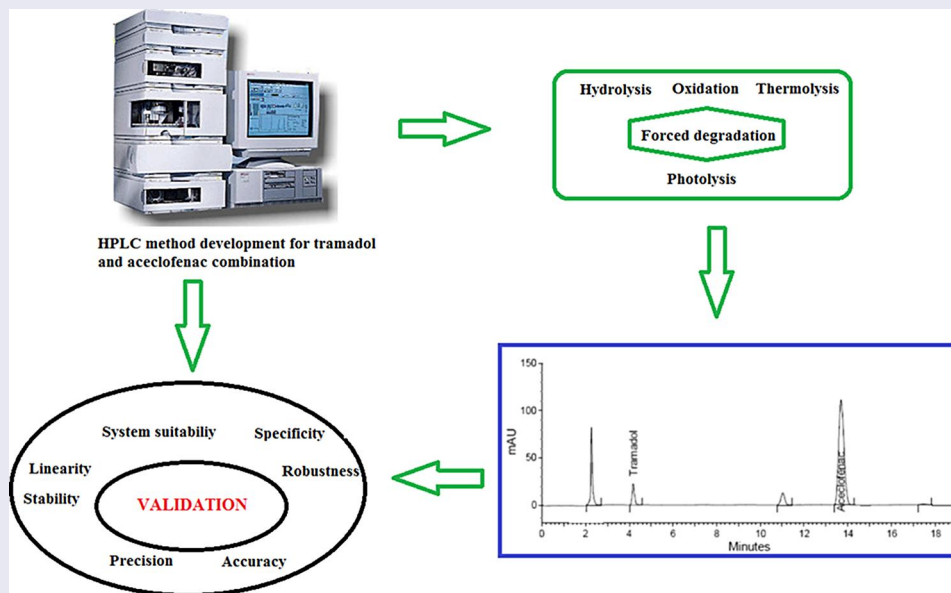 HPLC method development for tramadol
and aceclofenac combination
Hydrolysis Oxidation Thermolysis
Forced degradation
Photolysis
150
100
50
0
mAU
Tramadol
Aceclofenac
0 2 4 6 8 10 12 14 16 18
Minutes
System suitabiliy Specificity
Linearity Robustness
Stability
VALIDATION
Precision Accuracy